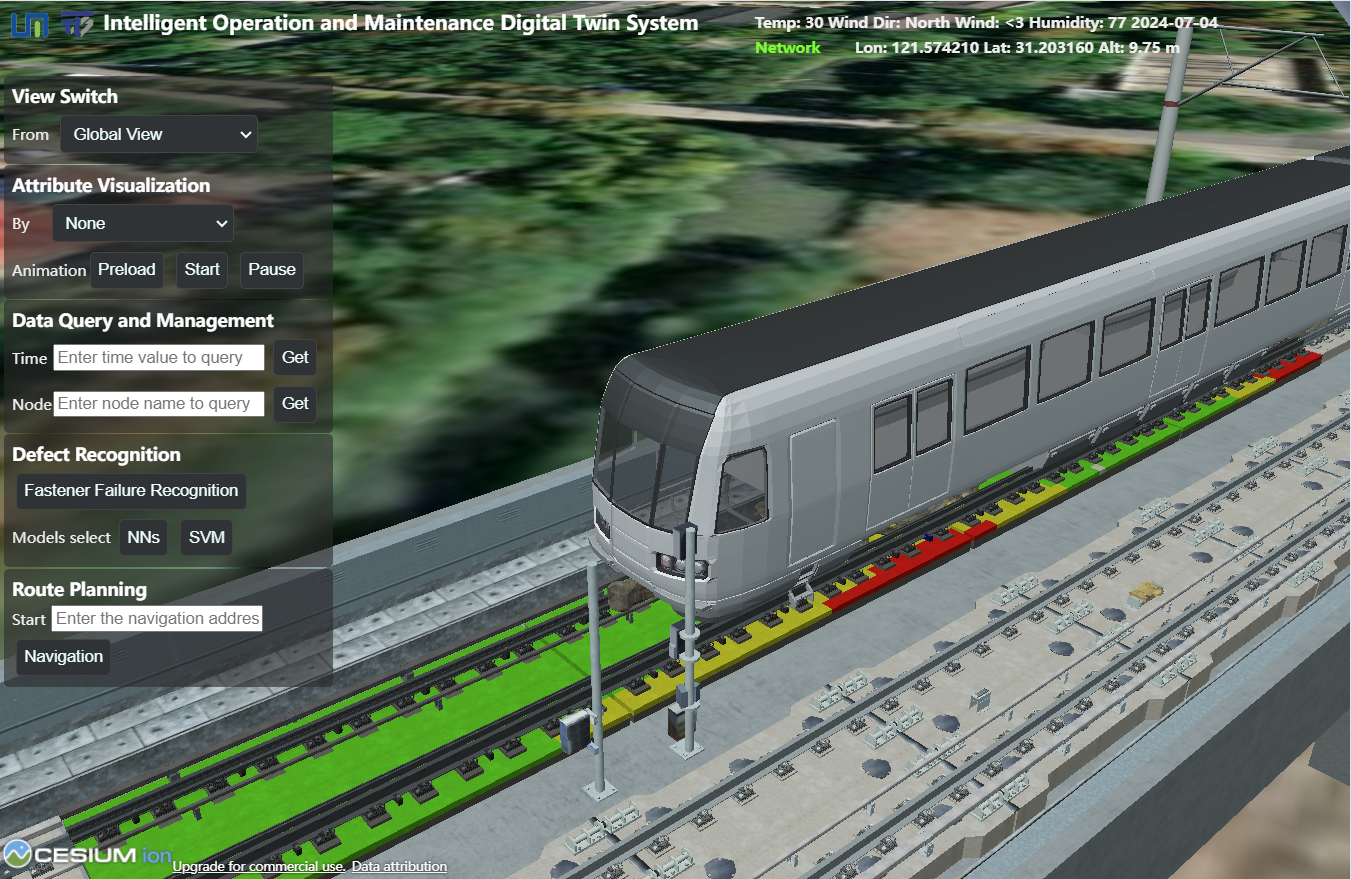 Intelligent Operation and Maintenance Digital Twin System
Temp: 30 Wind Dir: North Wind: <3 Humidity: 77 2024-07-04
Network Lon: 121.574210 Lat: 31.203160 Alt: 9.75 m
View Switch
From Global View
Attribute Visualization
By None
Animation Preload Start Pause
Data Query and Management
Time Enter time value to query Get
Node Enter node name to query Get
Defect Recognition
Fastener Failure Recognition
Models select NNs SVM
Route Planning
Start Enter the navigation addres
Navigation
CESIUM ion Upgrade for commercial use. Data attribution